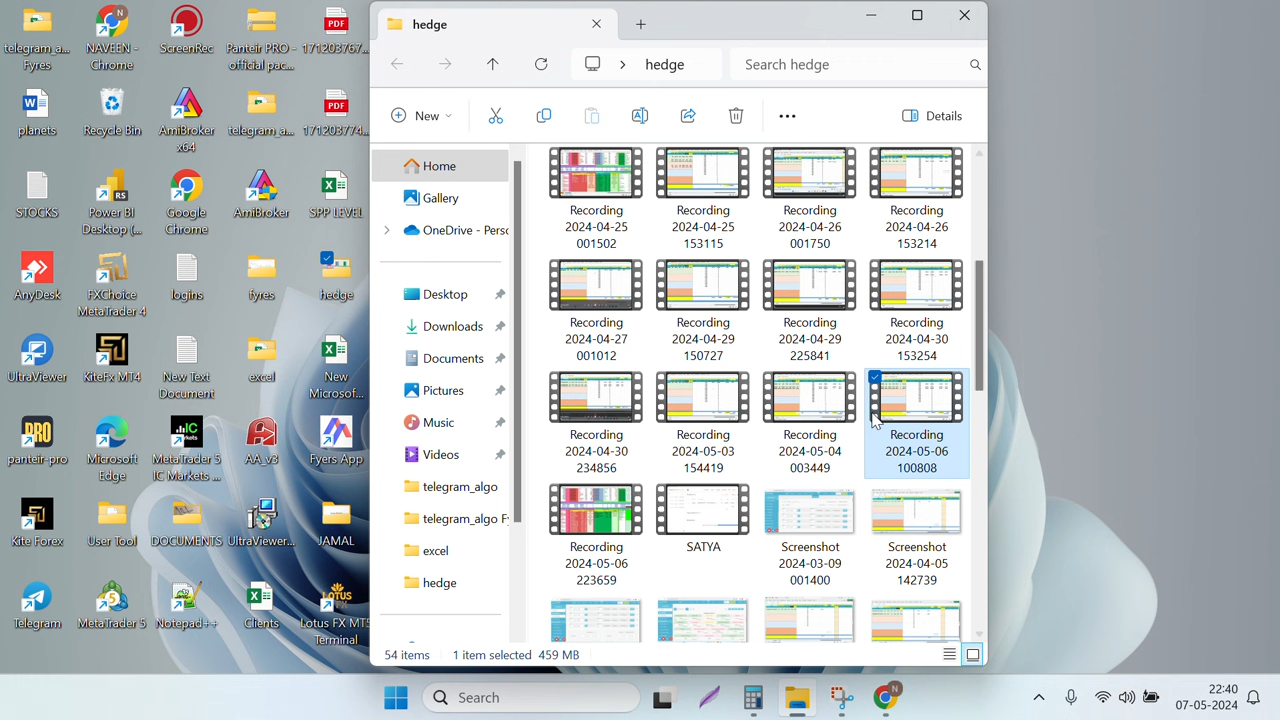 telegram_a...
Fyres
NAVEEN -
Chrome
ScreenRec
Panteir PRO -
official pac...
171203767...
planets
Recycle Bin
AmiBroker
x64
telegram_a...
171203774...
STOCKS
Power BI
Desktop (...
Google
Chrome
AmiBroker
SPP LEVEL
AnyDesk
FXChoice
MetaTrader 4
logins
fyres
hedge
UltraViewer
KiteFx MT4
New Text
Document
excel
New
Microsof...
panteir-pro
Microsoft
Edge
MetaTrader 5
IC Markets ...
AA_v3
Fyers App
Kite Forex
User Tool
DOCUMENTS
UltraViewer...
JAMAL
Telegram
MetaTrader 5
Notepad++
Clients
Lotus FX MT5
Terminal
hedge
hedge
Search hedge
New
Details
Home
Gallery
OneDrive - Perso
Desktop
Downloads
Documents
Pictures
Music
Videos
telegram_algo
telegram_algo Fy
excel
hedge
Recording
2024-04-25
001502
Recording
2024-04-25
153115
Recording
2024-04-26
001750
Recording
2024-04-26
153214
Recording
2024-04-27
001012
Recording
2024-04-29
150727
Recording
2024-04-29
225841
Recording
2024-04-30
153254
Recording
2024-04-30
234856
Recording
2024-05-03
154419
Recording
2024-05-04
003449
Recording
2024-05-06
100808
Recording
2024-05-06
223659
SATYA
Screenshot
2024-03-09
001400
Screenshot
2024-04-05
142739
54 items
1 item selected 459 MB
Search
22:40
07-05-2024